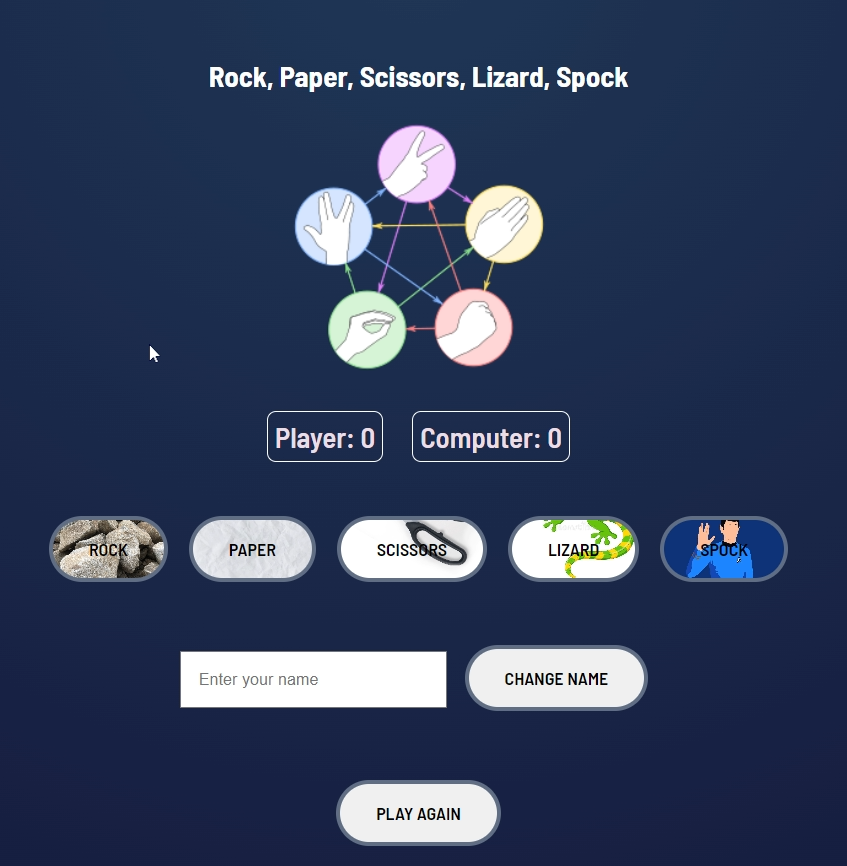 Rock, Paper, Scissors, Lizard, Spock
Player: 0 Computer: 0
ROCK PAPER SCISSORS LIZARD SPOCK
Enter your name CHANGE NAME
PLAY AGAIN